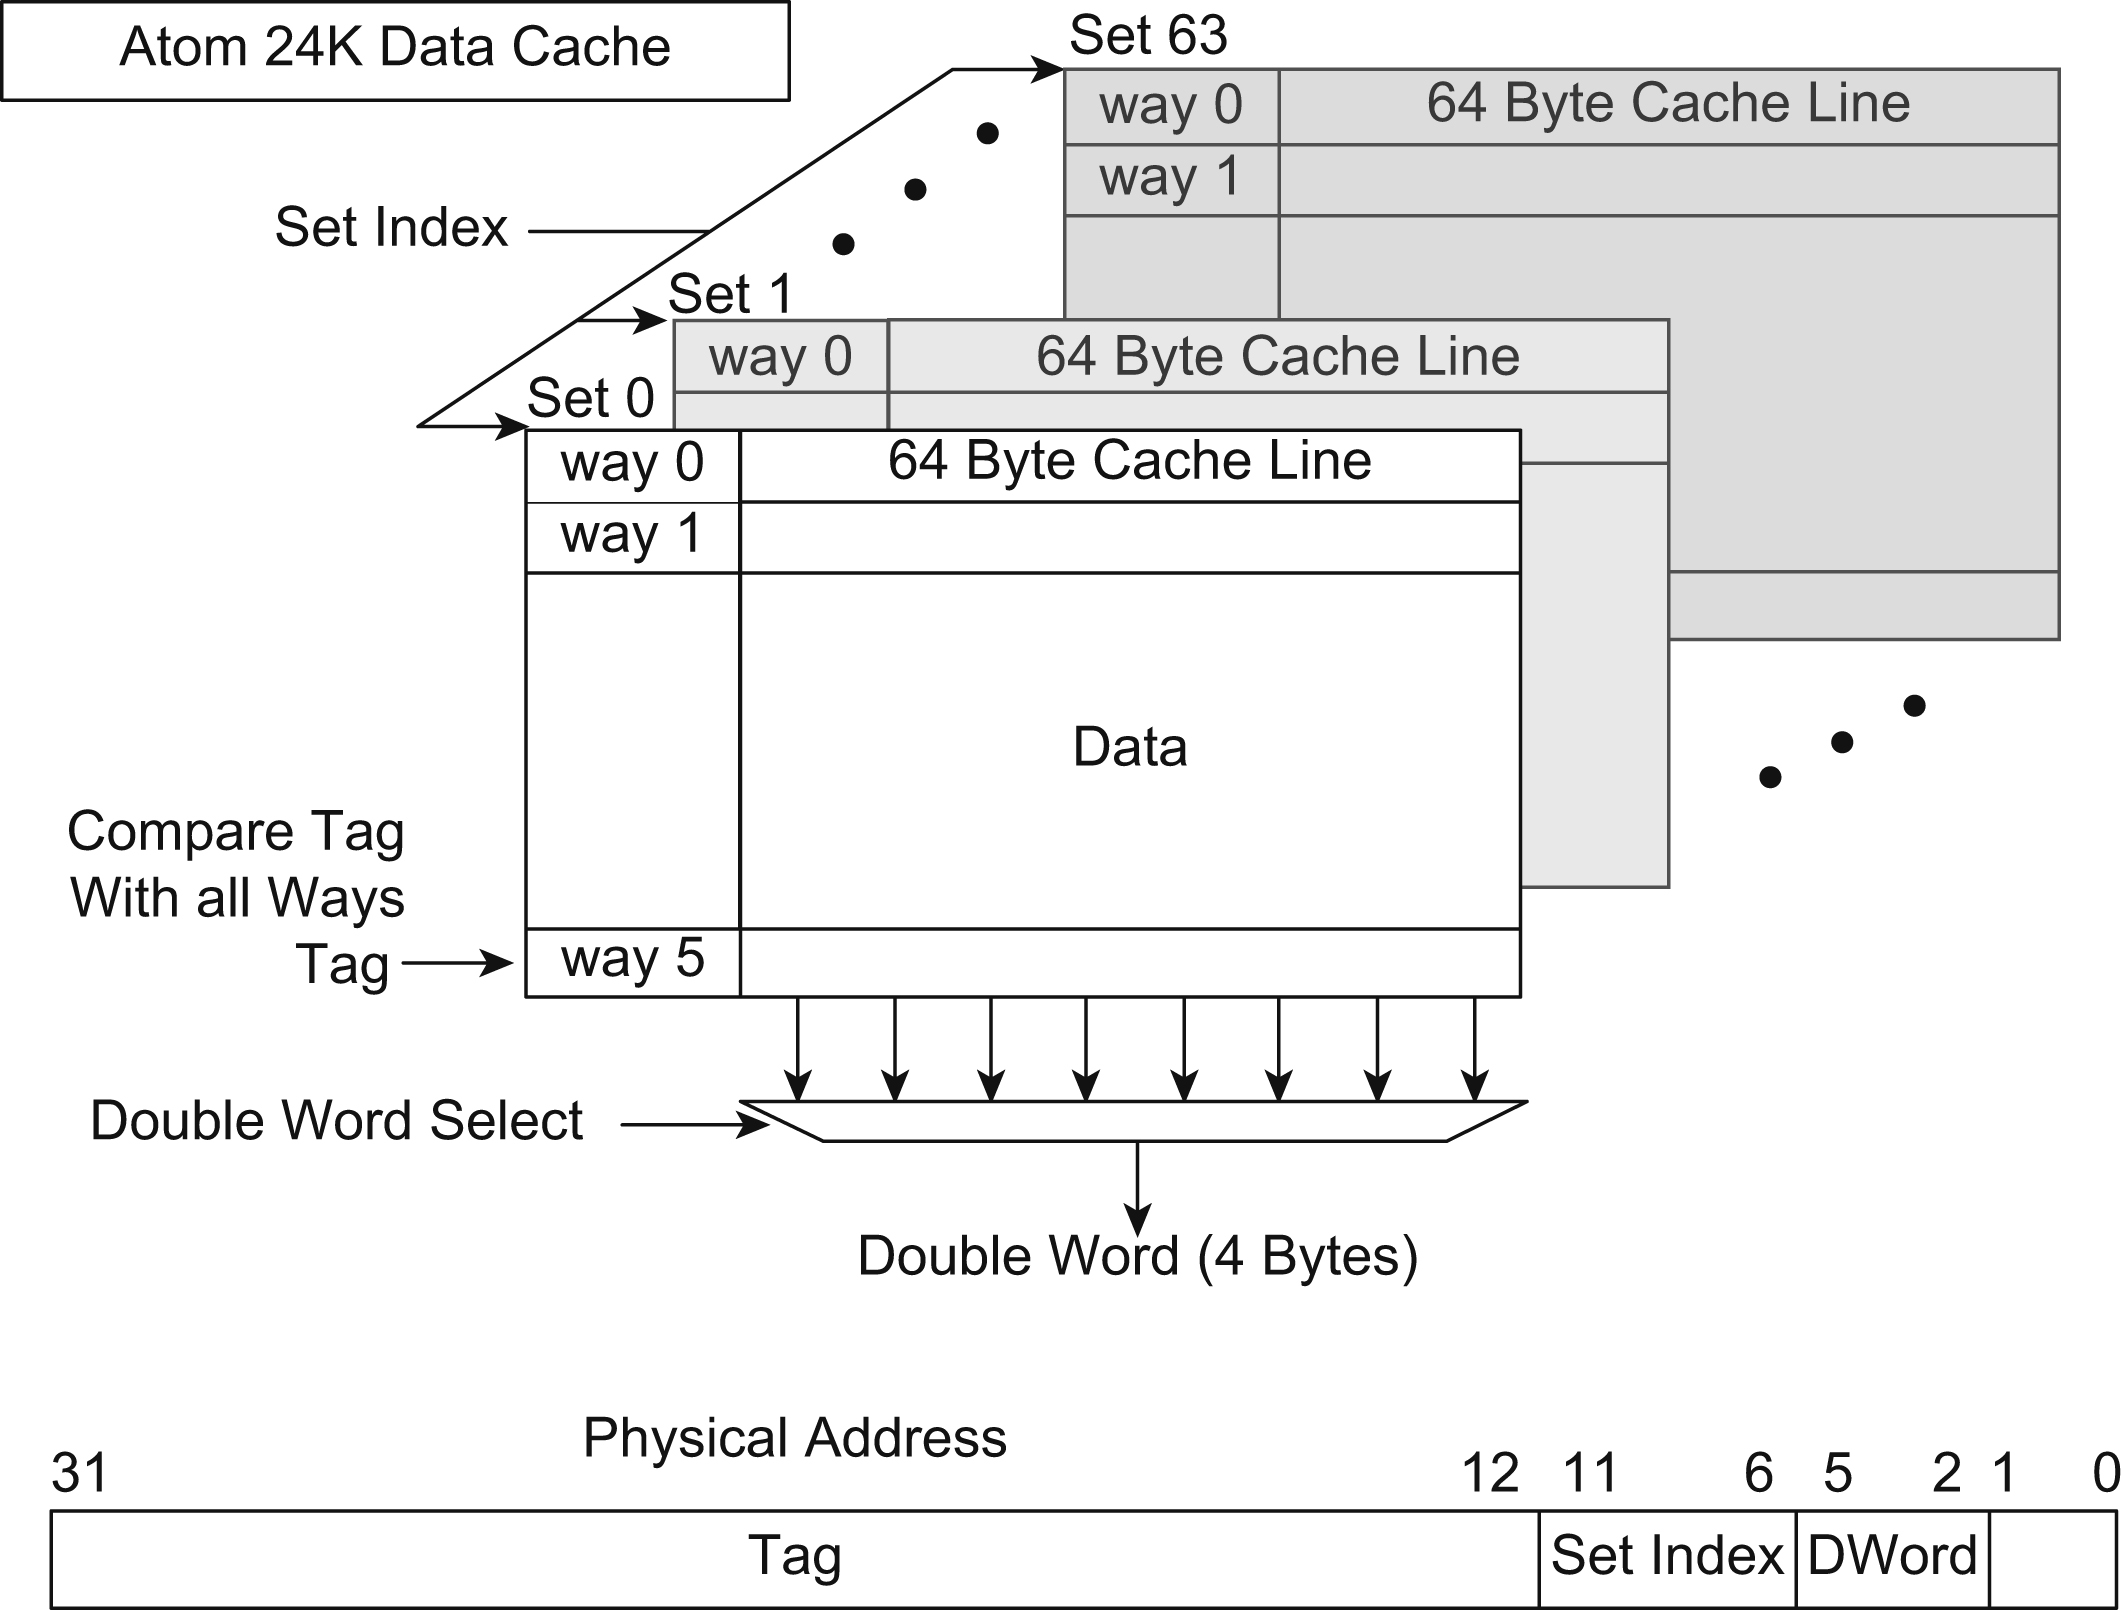 Atom 24K Data Cache
Set 63
way 0
64 Byte Cache Line
way 1
Set Index
Set 1
way 0
64 Byte Cache Line
Set 0
way 0
64 Byte Cache Line
way 1
Data
Compare Tag
With all Ways
Tag
way 5
Double Word Select
Double Word (4 Bytes)
Physical Address
31
12
11
6
5
2
1
0
Tag
Set Index
DWord